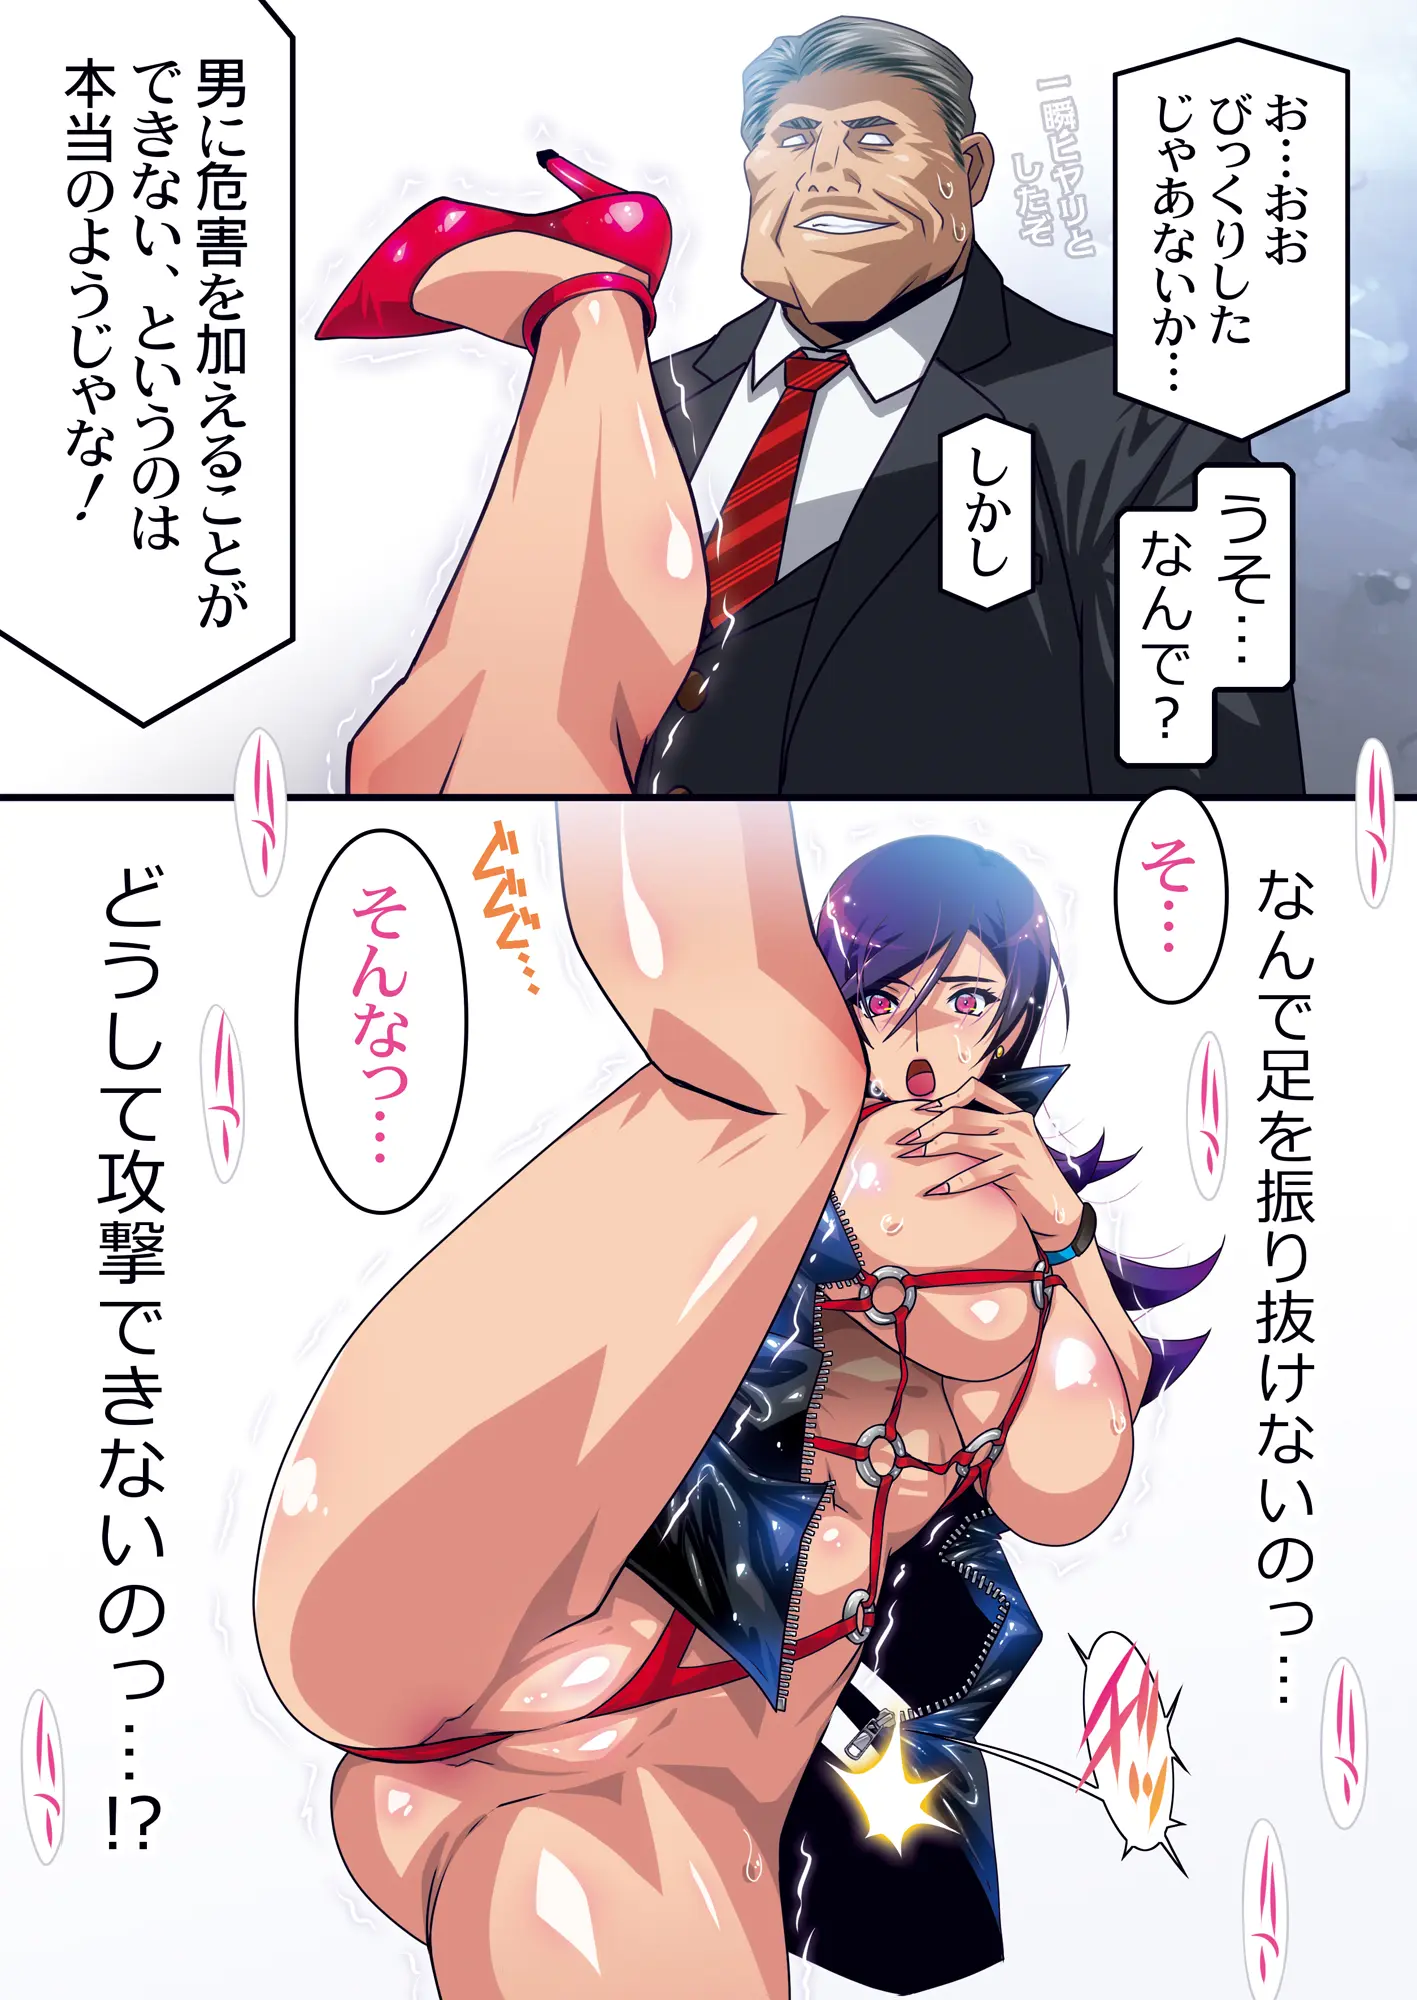 お…おお
びっくりした
じゃあないか…
一瞬ヒヤリと
したぞ
うそ…
なんで?
しかし
男に危害を加えることが
できない、というのは
本当のようじゃな!
そ…
なんで足を振り抜けないのっ…
そんなっ…
ググググ…
どうして攻撃できないのっ…!?